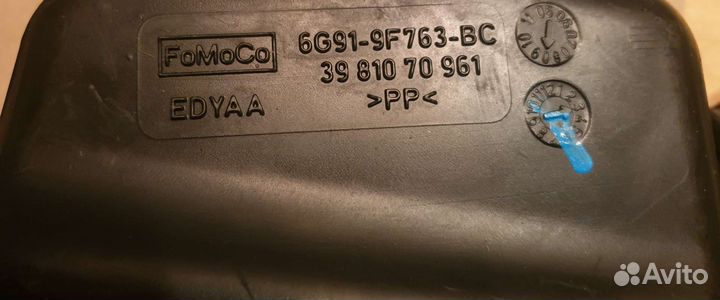 FoMoCo
6G91-9F763-BC
39 810 70 961
EDYAA
>PP<
Avito